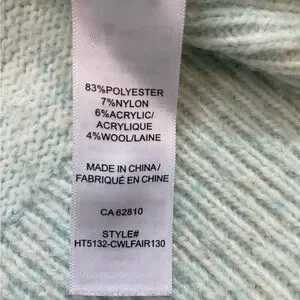 83%POLYESTER
7%NYLON
6%ACRYLIC/
ACRYLIQUE
4%WOOL/LAINE
MADE IN CHINA/
FABRIQUÉ EN CHINE
CA 62810
STYLE#
HT5132-CWLFAIR130